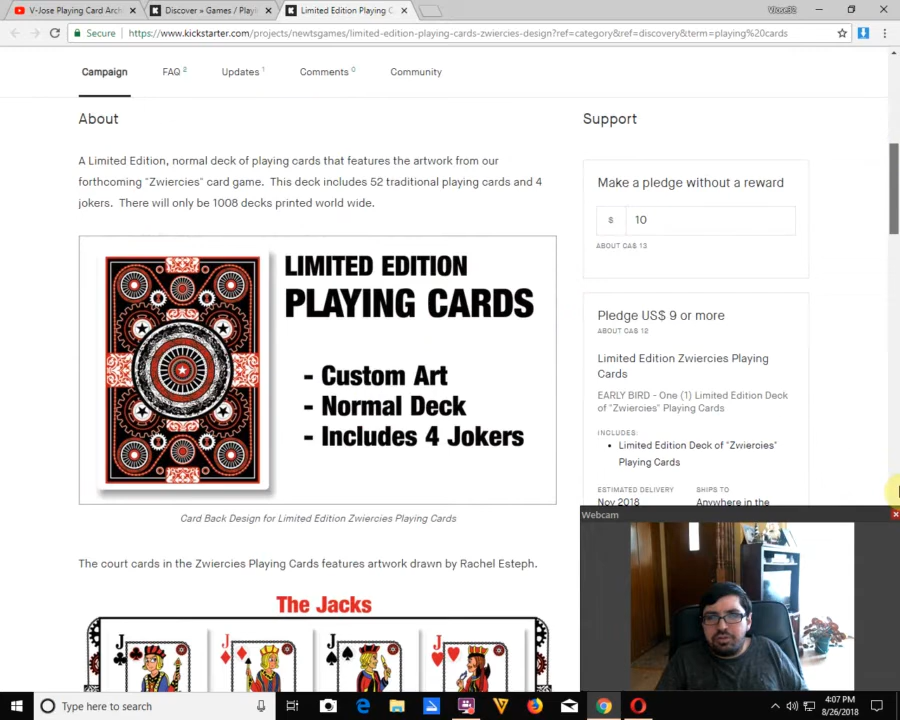 V-Jose Playing Card Arch
Discover » Games / Playi
Limited Edition Playing C
VJose32
Secure
https://www.kickstarter.com/projects/newtsgames/limited-edition-playing-cards-zwiercies-design?ref=category&ref=discovery&term=playing%20cards
Campaign
FAQ 2
Updates 1
Comments 0
Community
About
A Limited Edition, normal deck of playing cards that features the artwork from our
forthcoming "Zwiercies" card game. This deck includes 52 traditional playing cards and 4
jokers. There will only be 1008 decks printed world wide.
LIMITED EDITION
PLAYING CARDS
- Custom Art
- Normal Deck
- Includes 4 Jokers
Card Back Design for Limited Edition Zwiercies Playing Cards
The court cards in the Zwiercies Playing Cards features artwork drawn by Rachel Esteph.
The Jacks
J J J J
Support
Make a pledge without a reward
$ 10
ABOUT CA$ 13
Pledge US$ 9 or more
ABOUT CA$ 12
Limited Edition Zwiercies Playing
Cards
EARLY BIRD - One (1) Limited Edition Deck
of "Zwiercies" Playing Cards
INCLUDES:
• Limited Edition Deck of "Zwiercies"
Playing Cards
ESTIMATED DELIVERY
SHIPS TO
Nov 2018
Anywhere in the
Webcam
Type here to search
4:07 PM
8/26/2018